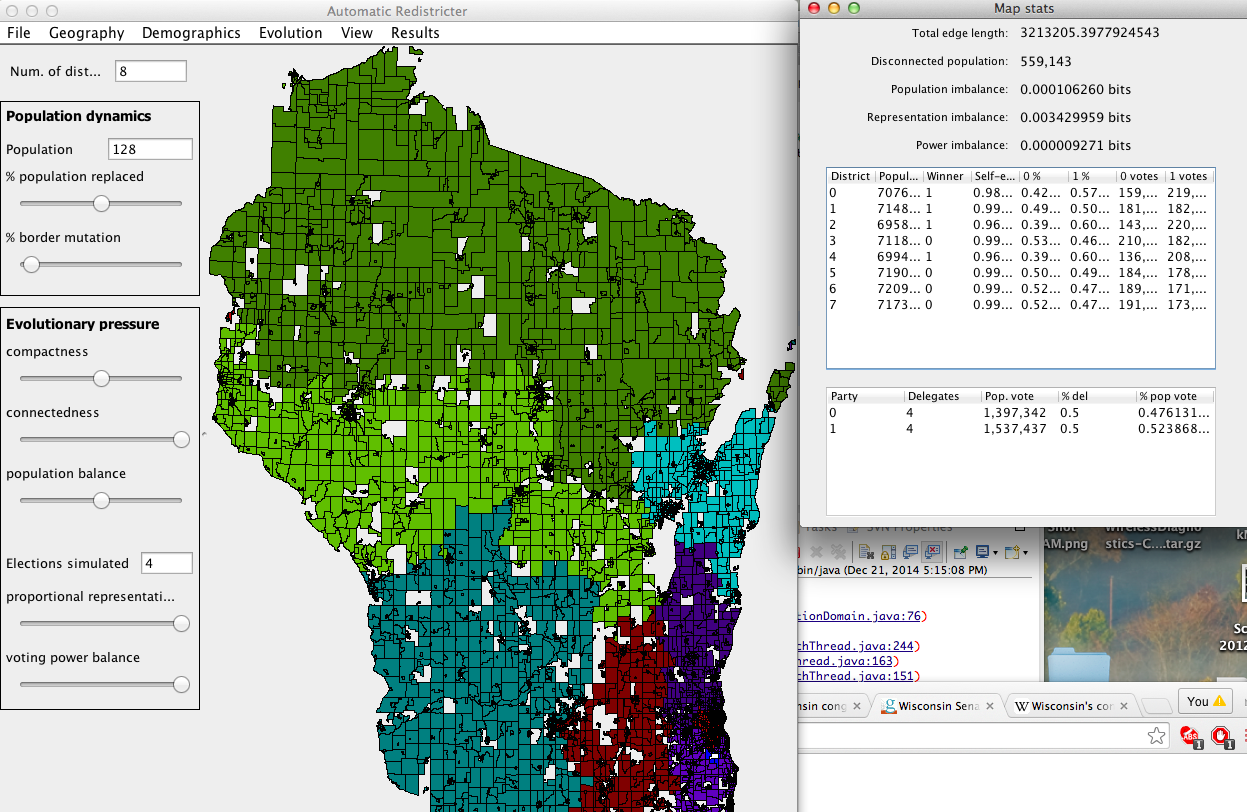 Automatic Redistricter
File Geography Demographics Evolution View Results
Num. of dist... 8
Population dynamics
Population 128
% population replaced
% border mutation
Evolutionary pressure
compactness
connectedness
population balance
Elections simulated 4
proportional representati...
voting power balance
Map stats
Total edge length: 3213205.3977924543
Disconnected population: 559,143
Population imbalance: 0.000106260 bits
Representation imbalance: 0.003429959 bits
Power imbalance: 0.000009271 bits
District Popul... Winner Self-e... 0 % 1 % 0 votes 1 votes
0 7076... 1 0.98... 0.42... 0.57... 159,... 219,...
1 7148... 1 0.99... 0.49... 0.50... 181,... 182,...
2 6958... 1 0.96... 0.39... 0.60... 143,... 220,...
3 7118... 0 0.99... 0.53... 0.46... 210,... 182,...
4 6994... 1 0.96... 0.39... 0.60... 136,... 208,...
5 7190... 0 0.99... 0.50... 0.49... 184,... 178,...
6 7209... 0 0.99... 0.52... 0.47... 189,... 171,...
7 7173... 0 0.99... 0.52... 0.47... 191,... 173,...
Party Delegates Pop. vote % del % pop vote
0 4 1,397,342 0.5 0.476131...
1 4 1,537,437 0.5 0.523868...
SVN Properties
AM.png stics-C....tar.gz
bin/java (Dec 21, 2014 5:15:08 PM)
ctionDomain.java:76)
chThread.java:244)
hread.java:163)
chThread.java:151)
2012
nsin cong Wisconsin Sena W Wisconsin's con You
ABS 1 1